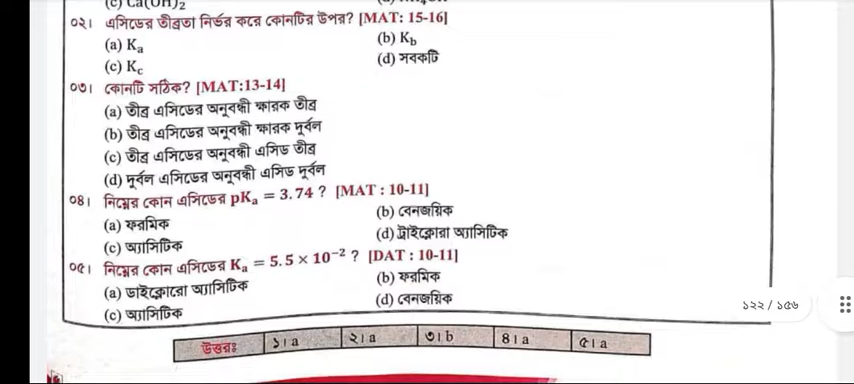 (c) Ca(OH)₂
০২। এসিডের তীব্রতা নির্ভর করে কোনটির উপর? [MAT: 15-16]
(a) Kₐ (b) K_b
(c) K_c (d) সবকটি
০৩। কোনটি সঠিক? [MAT:13-14]
(a) তীব্র এসিডের অনুবন্ধী ক্ষারক তীব্র
(b) তীব্র এসিডের অনুবন্ধী ক্ষারক দুর্বল
(c) তীব্র এসিডের অনুবন্ধী এসিড তীব্র
(d) দুর্বল এসিডের অনুবন্ধী এসিড দুর্বল
০৪। নিম্নের কোন এসিডের pKₐ = 3.74 ? [MAT : 10-11]
(a) ফরমিক (b) বেনজয়িক
(c) অ্যাসিটিক (d) ট্রাইক্লোরো অ্যাসিটিক
০৫। নিম্নের কোন এসিডের Kₐ = 5.5 × 10⁻² ? [DAT : 10-11]
(a) ডাইক্লোরো অ্যাসিটিক (b) ফরমিক
(c) অ্যাসিটিক (d) বেনজয়িক
১২২ / ১৫৬
উত্তরঃ ১। a ২। a ৩। b ৪। a ৫। a